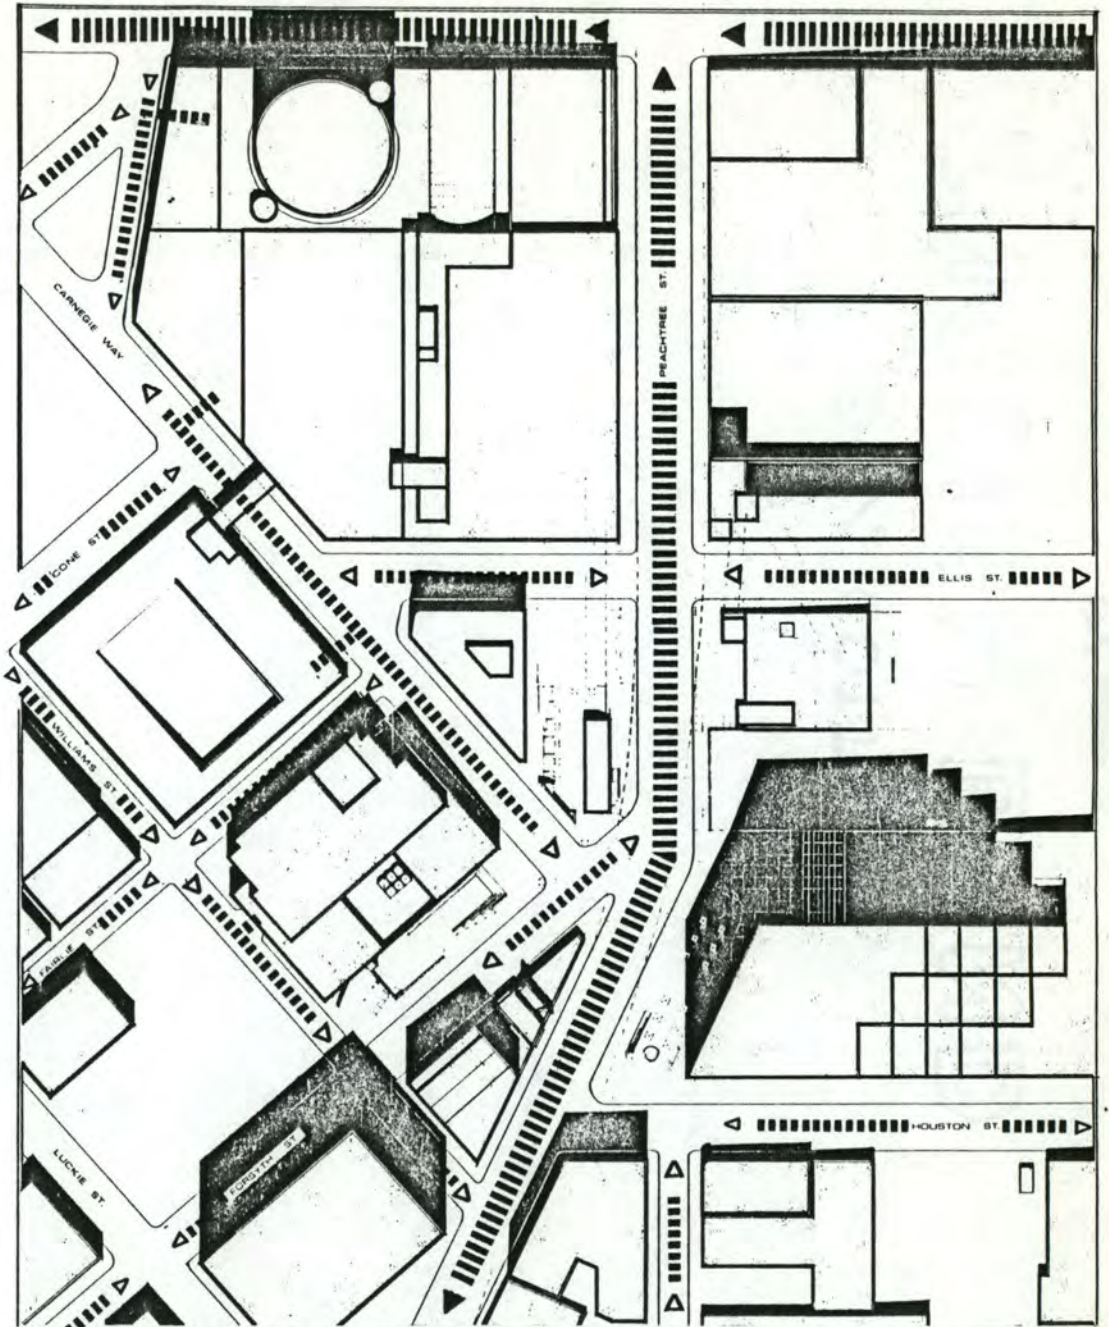 PEACHTREE ST.
CARNEGIE WAY
CONE ST.
ELLIS ST.
WILLIAMS ST.
FAIRLIE ST.
HOUSTON ST.
FORSYTH ST.
LUCKIE ST.